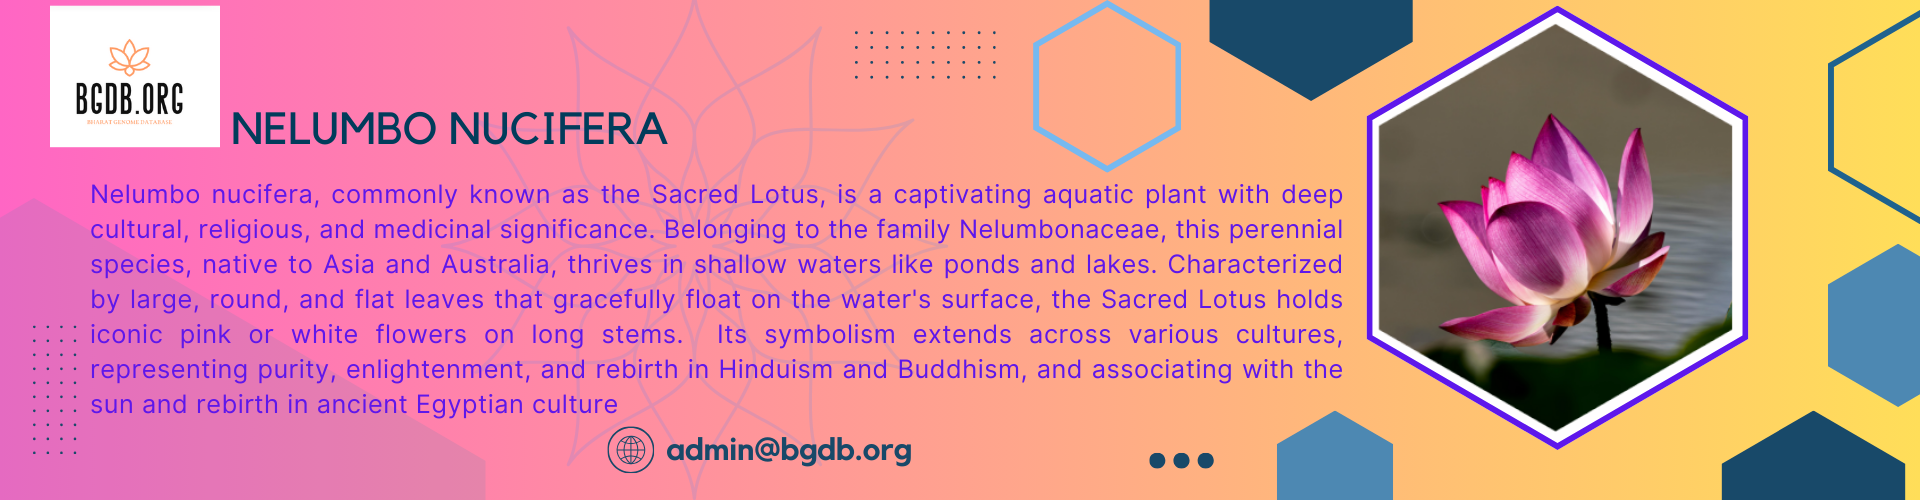 BGDB.ORG
BHARAT GENOME DATABASE
NELUMBO NUCIFERA
Nelumbo nucifera, commonly known as the Sacred Lotus, is a captivating aquatic plant with deep
cultural, religious, and medicinal significance. Belonging to the family Nelumbonaceae, this perennial
species, native to Asia and Australia, thrives in shallow waters like ponds and lakes. Characterized
by large, round, and flat leaves that gracefully float on the water's surface, the Sacred Lotus holds
iconic pink or white flowers on long stems. Its symbolism extends across various cultures,
representing purity, enlightenment, and rebirth in Hinduism and Buddhism, and associating with the
sun and rebirth in ancient Egyptian culture
admin@bgdb.org